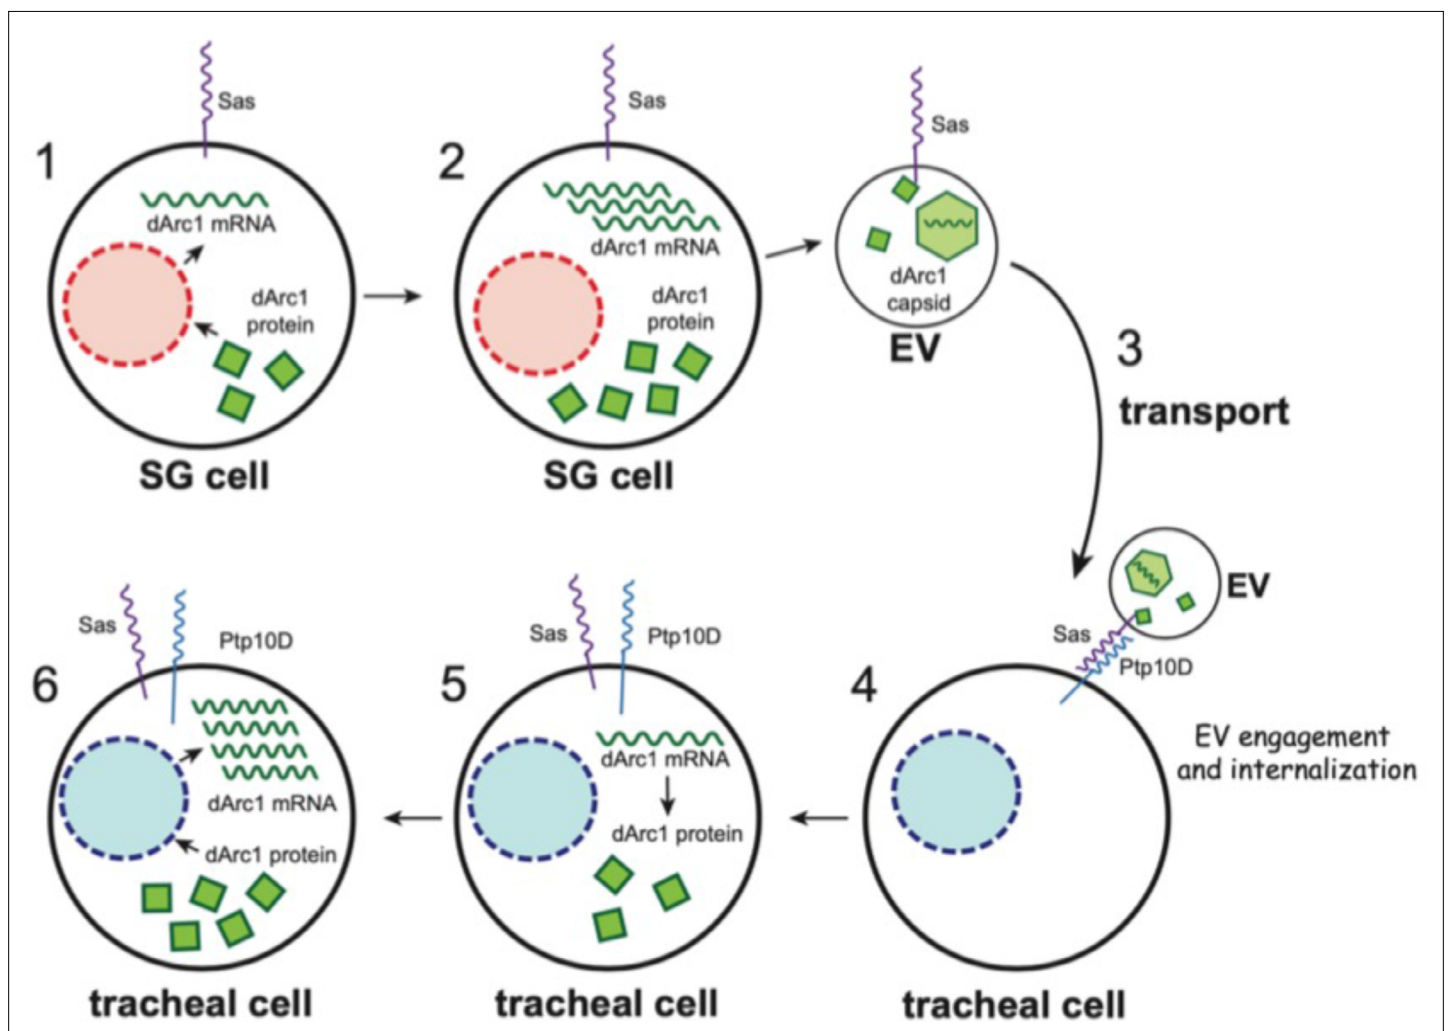 1
Sas
dArc1 mRNA
dArc1
protein
SG cell
2
Sas
dArc1 mRNA
dArc1
protein
SG cell
Sas
dArc1
capsid
EV
3
transport
EV
Sas
Ptp10D
4
EV engagement
and internalization
tracheal cell
5
Sas
Ptp10D
dArc1 mRNA
dArc1 protein
tracheal cell
6
Sas
Ptp10D
dArc1 mRNA
dArc1 protein
tracheal cell